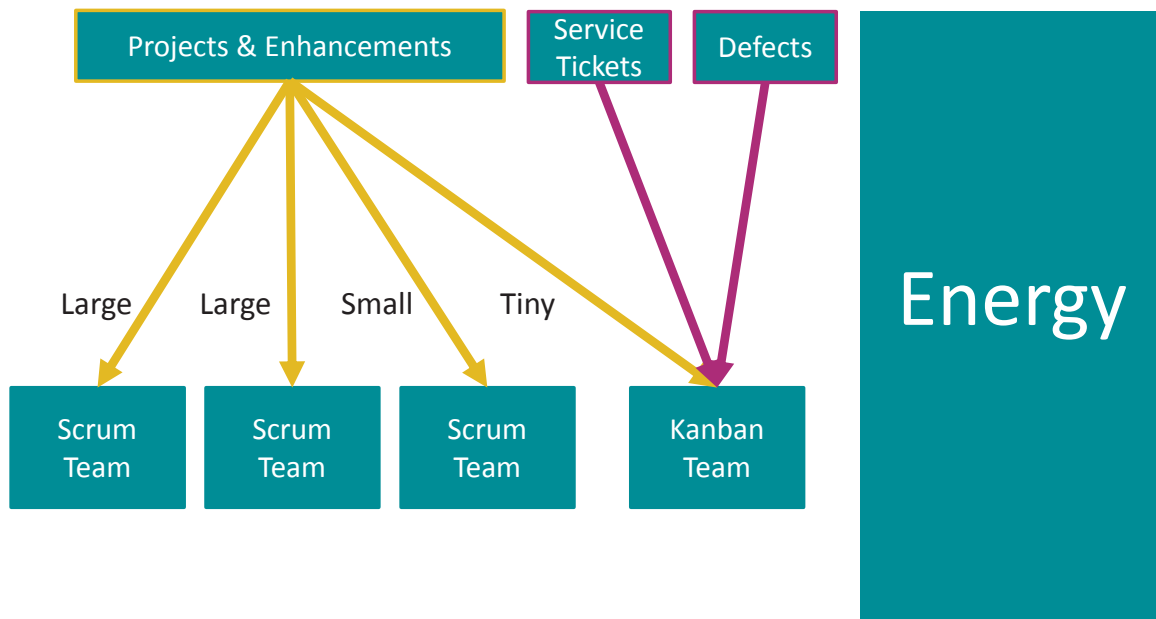 Projects & Enhancements
Service
Tickets
Defects
Large
Large
Small
Tiny
Scrum
Team
Scrum
Team
Scrum
Team
Kanban
Team
Energy